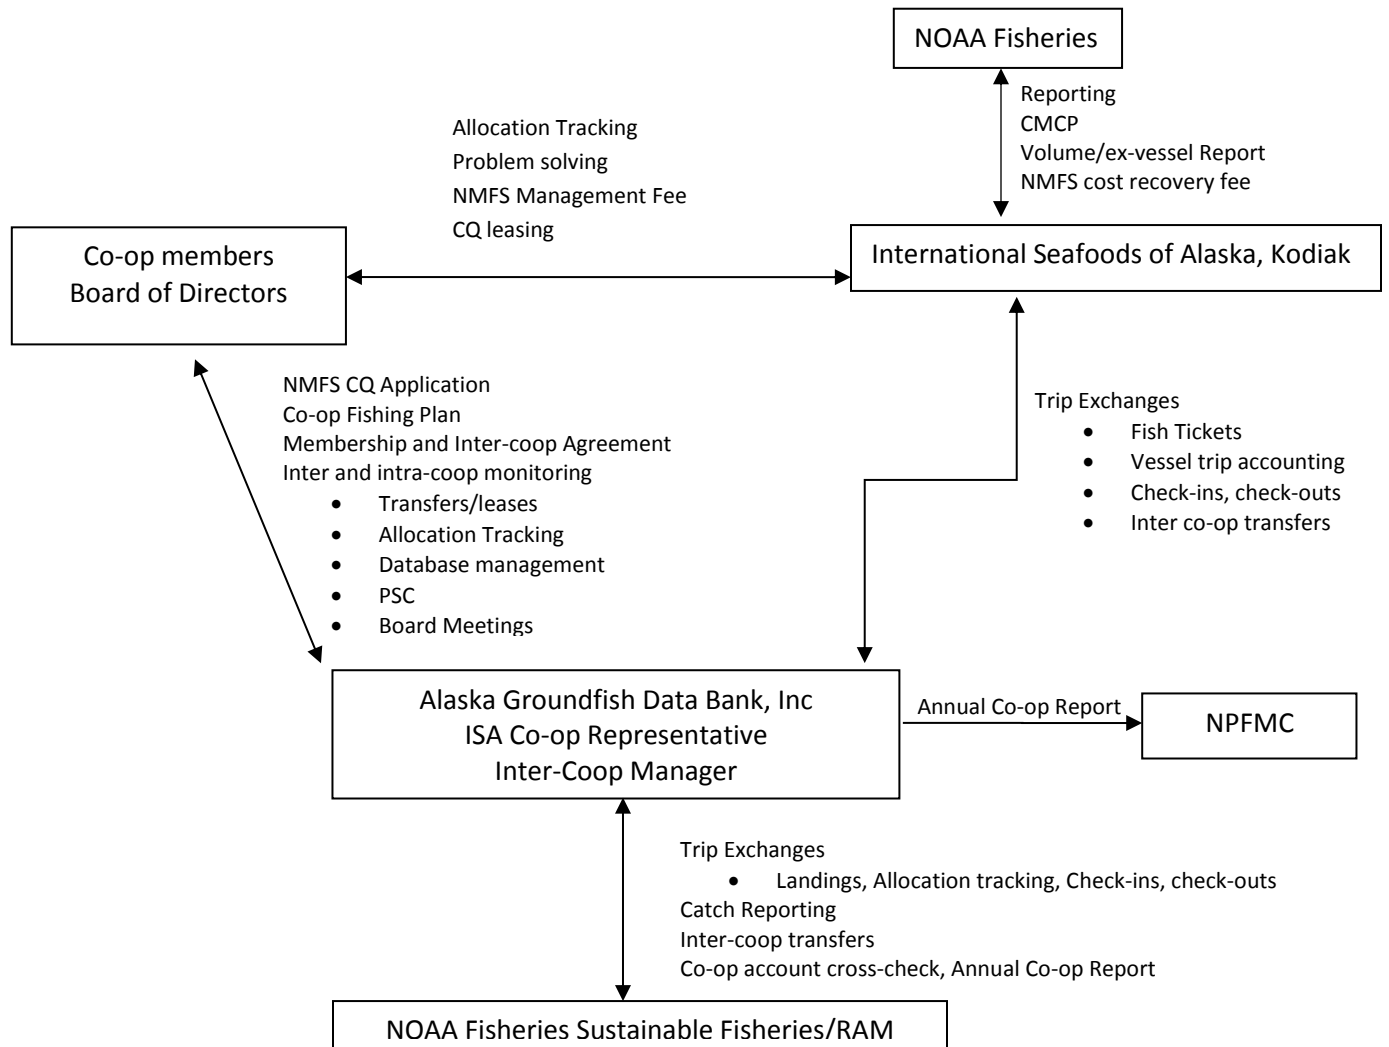 NOAA Fisheries
Reporting
CMCP
Volume/ex-vessel Report
NMFS cost recovery fee
Allocation Tracking
Problem solving
NMFS Management Fee
CQ leasing
Co-op members
Board of Directors
International Seafoods of Alaska, Kodiak
NMFS CQ Application
Co-op Fishing Plan
Membership and Inter-coop Agreement
Inter and intra-coop monitoring
• Transfers/leases
• Allocation Tracking
• Database management
• PSC
• Board Meetings
Trip Exchanges
• Fish Tickets
• Vessel trip accounting
• Check-ins, check-outs
• Inter co-op transfers
Alaska Groundfish Data Bank, Inc
ISA Co-op Representative
Inter-Coop Manager
Annual Co-op Report
NPFMC
Trip Exchanges
• Landings, Allocation tracking, Check-ins, check-outs
Catch Reporting
Inter-coop transfers
Co-op account cross-check, Annual Co-op Report
NOAA Fisheries Sustainable Fisheries/RAM